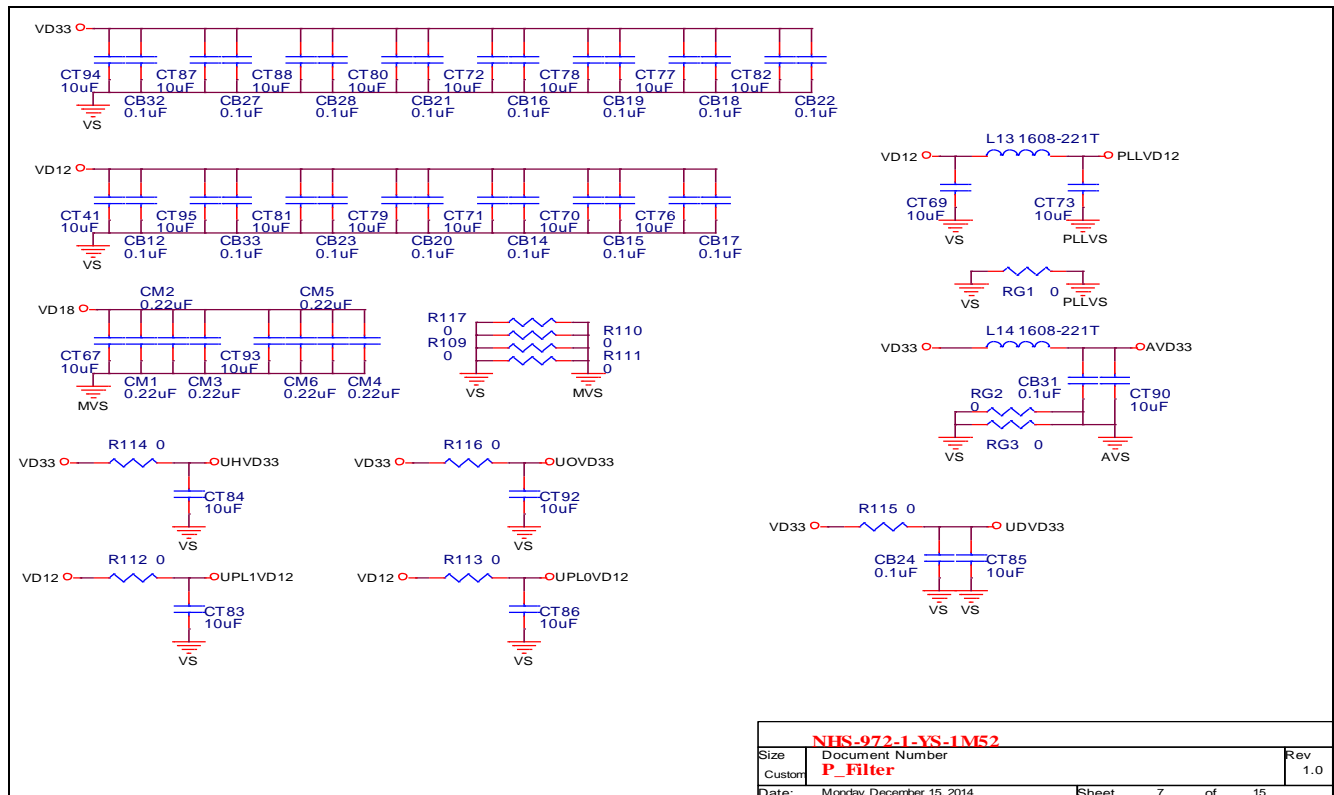 VD33
CT94 CT87 CT88 CT80 CT72 CT78 CT77 CT82
10uF 10uF 10uF 10uF 10uF 10uF 10uF 10uF
CB32 CB27 CB28 CB21 CB16 CB19 CB18 CB22
0.1uF 0.1uF 0.1uF 0.1uF 0.1uF 0.1uF 0.1uF 0.1uF
VS
VD12
CT41 CT95 CT81 CT79 CT71 CT70 CT76
10uF 10uF 10uF 10uF 10uF 10uF 10uF
CB12 CB33 CB23 CB20 CB14 CB15 CB17
0.1uF 0.1uF 0.1uF 0.1uF 0.1uF 0.1uF 0.1uF
VS
CM2 CM5
0.22uF 0.22uF
VD18
CT67 CT93
10uF 10uF
CM1 CM3 CM6 CM4
0.22uF 0.22uF 0.22uF 0.22uF
MVS
R117
0
R109
0
R110
0
R111
0
VS MVS
R114 0
VD33 UHVD33
CT84
10uF
VS
R116 0
VD33 UOVD33
CT92
10uF
VS
R112 0
VD12 UPL1VD12
CT83
10uF
VS
R113 0
VD12 UPL0VD12
CT86
10uF
VS
L13 1608-221T
VD12 PLLVD12
CT69 CT73
10uF 10uF
VS PLLVS
RG1 0
VS PLLVS
L14 1608-221T
VD33 AVD33
CB31
0.1uF
CT90
10uF
RG2
0
RG3 0
VS AVS
R115 0
VD33 UDVD33
CB24 CT85
0.1uF 10uF
VS VS
NHS-972-1-YS-1M52
Size Document Number Rev
Custom P_Filter 1.0
Date: Monday, December 15, 2014 Sheet 7 of 15